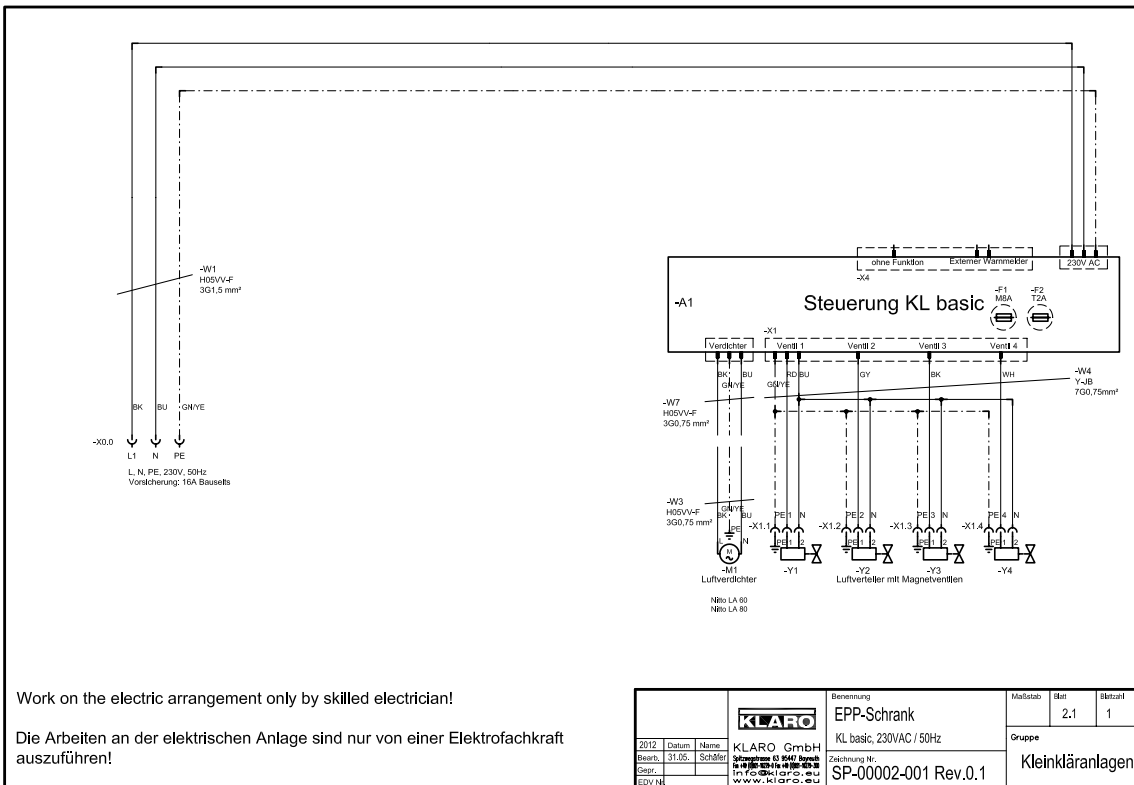 -W1
H05VV-F
3G1,5 mm²
ohne Funktion
Externer Warnmelder
230V AC
-X4
-A1
Steuerung KL basic
-F1
M8A
-F2
T2A
-X1
Verdichter
Ventil 1
Ventil 2
Ventil 3
Ventil 4
BK
GN/YE
BU
GN/YE
RD
BU
GY
BK
WH
-W4
Y-JB
7G0,75mm²
-W7
H05VV-F
3G0,75 mm²
BK
BU
GN/YE
-X0.0
L1
N
PE
L, N, PE, 230V, 50Hz
Vorsicherung: 16A Bauseits
-W3
H05VV-F
3G0,75 mm²
BK
GN/YE
BU
PE
L
N
M
-M1
Luftverdichter
Nitto LA 60
Nitto LA 80
-X1.1
PE 1 N
PE 1 2
-Y1
-X1.2
PE 2 N
PE 1 2
-Y2
-X1.3
PE 3 N
PE 1 2
-Y3
-X1.4
PE 4 N
PE 1 2
-Y4
Luftverteiler mit Magnetventilen
Work on the electric arrangement only by skilled electrician!
Die Arbeiten an der elektrischen Anlage sind nur von einer Elektrofachkraft
auszuführen!
2012 Datum Name
Bearb. 31.05. Schäfer
Gepr.
EDV Nr.
KLARO
KLARO GmbH
Spitzwegstrasse 63 95447 Bayreuth
info@klaro.eu
www.klaro.eu
Benennung
EPP-Schrank
KL basic, 230VAC / 50Hz
Zeichnung Nr.
SP-00002-001 Rev.0.1
Maßstab
Blatt
2.1
Blattzahl
1
Gruppe
Kleinkläranlagen